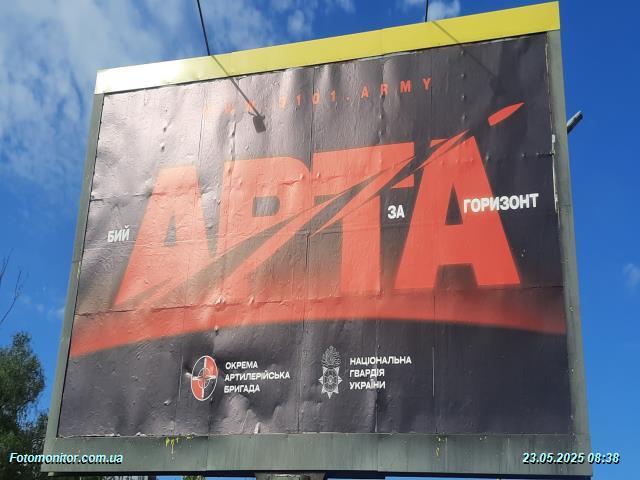 9101.ARMY
АРТА
БИЙ
ЗА
ГОРИЗОНТ
ОКРЕМА
АРТИЛЕРІЙСЬКА
БРИГАДА
НАЦІОНАЛЬНА
ГВАРДІЯ
УКРАЇНИ
Fotomonitor.com.ua
23.05.2025 08:38